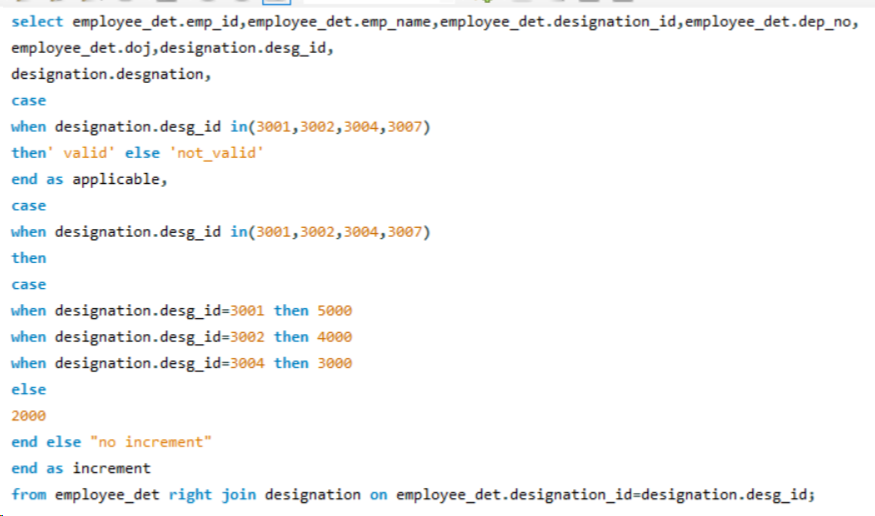 select employee_det.emp_id,employee_det.emp_name,employee_det.designation_id,employee_det.dep_no,
employee_det.doj,designation.desg_id,
designation.desgnation,
case
when designation.desg_id in(3001,3002,3004,3007)
then' valid' else 'not_valid'
end as applicable,
case
when designation.desg_id in(3001,3002,3004,3007)
then
case
when designation.desg_id=3001 then 5000
when designation.desg_id=3002 then 4000
when designation.desg_id=3004 then 3000
else
2000
end else "no increment"
end as increment
from employee_det right join designation on employee_det.designation_id=designation.desg_id;